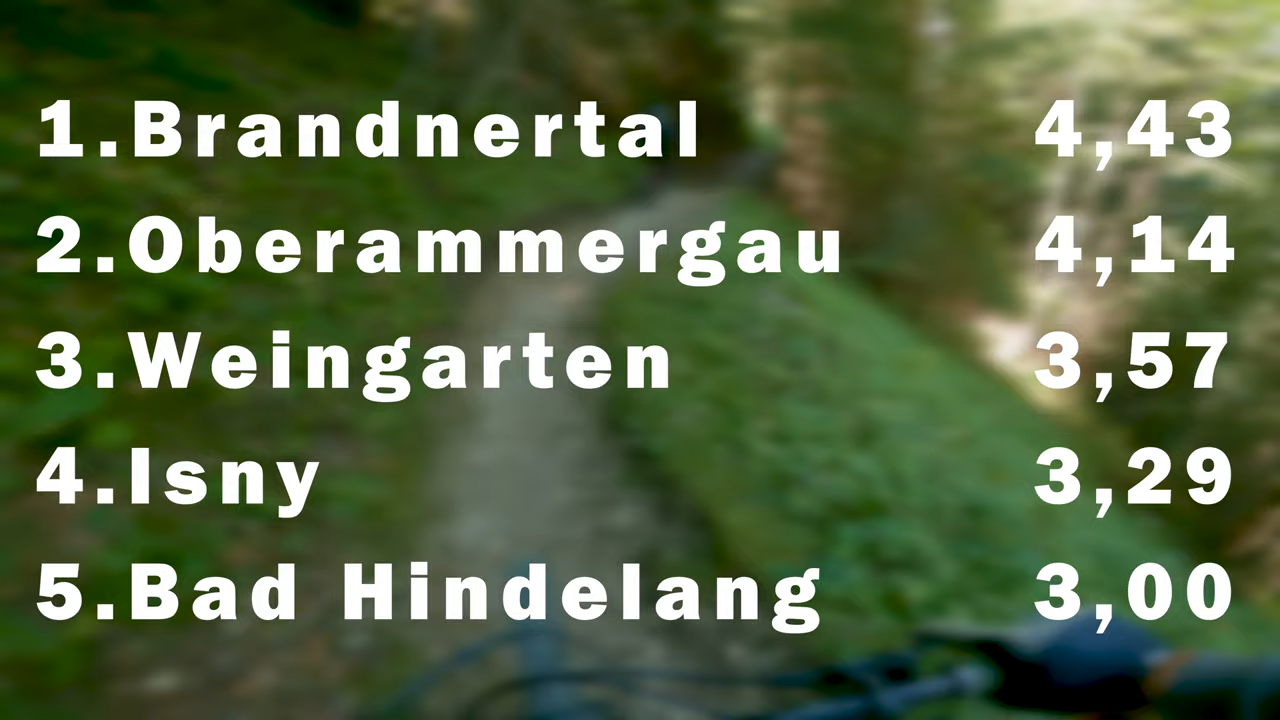 1.Brandnertal 4,43
2.Oberammergau 4,14
3.Weingarten 3,57
4.Isny 3,29
5.Bad Hindelang 3,00